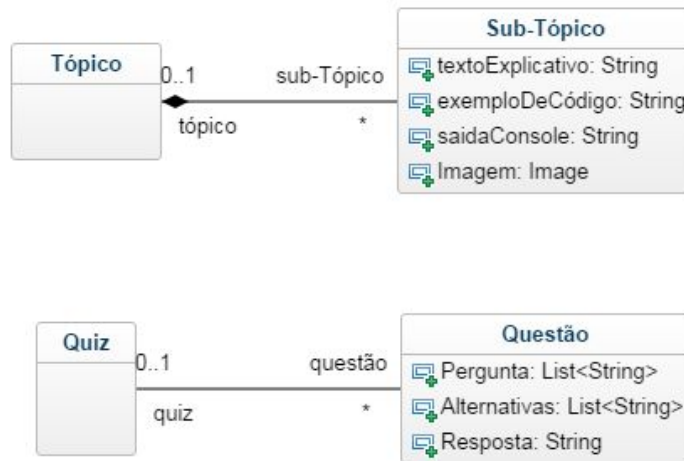 Tópico
0..1
sub-Tópico
tópico
*
Sub-Tópico
textoExplicativo: String
exemploDeCódigo: String
saidaConsole: String
Imagem: Image
Quiz
0..1
questão
quiz
*
Questão
Pergunta: List<String>
Alternativas: List<String>
Resposta: String